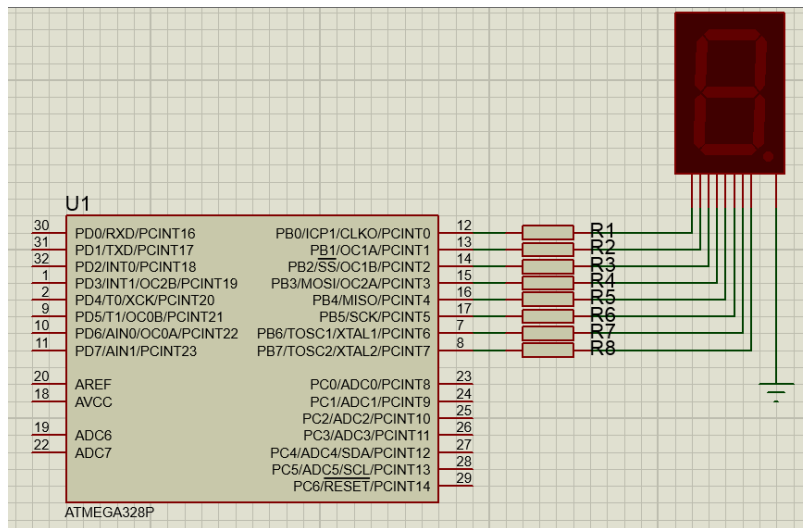 U1
30 PD0/RXD/PCINT16 PB0/ICP1/CLKO/PCINT0 12 R1
31 PD1/TXD/PCINT17 PB1/OC1A/PCINT1 13 R2
32 PD2/INT0/PCINT18 PB2/SS/OC1B/PCINT2 14 R3
1 PD3/INT1/OC2B/PCINT19 PB3/MOSI/OC2A/PCINT3 15 R4
2 PD4/T0/XCK/PCINT20 PB4/MISO/PCINT4 16 R5
9 PD5/T1/OC0B/PCINT21 PB5/SCK/PCINT5 17 R6
10 PD6/AIN0/OC0A/PCINT22 PB6/TOSC1/XTAL1/PCINT6 7 R7
11 PD7/AIN1/PCINT23 PB7/TOSC2/XTAL2/PCINT7 8 R8
20 AREF PC0/ADC0/PCINT8 23
18 AVCC PC1/ADC1/PCINT9 24
PC2/ADC2/PCINT10 25
19 ADC6 PC3/ADC3/PCINT11 26
22 ADC7 PC4/ADC4/SDA/PCINT12 27
PC5/ADC5/SCL/PCINT13 28
PC6/RESET/PCINT14 29
ATMEGA328P